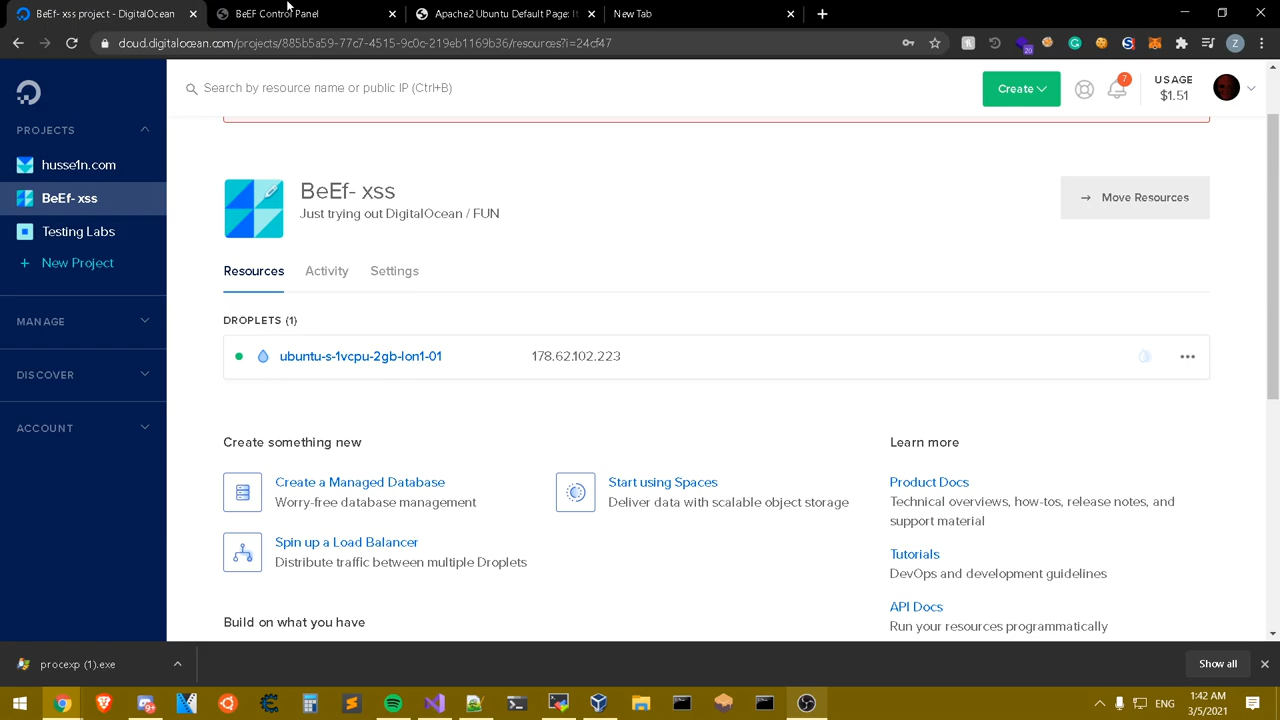 BeEf- xss project - DigitalOcean
BeEF Control Panel
Apache2 Ubuntu Default Page: It
New Tab
cloud.digitalocean.com/projects/885b5a59-77c7-4515-9c0c-219eb1169b36/resources?i=24cf47
20
Z
Search by resource name or public IP (Ctrl+B)
Create
7
USAGE
$1.51
PROJECTS
husse1n.com
BeEf- xss
Testing Labs
+ New Project
MANAGE
DISCOVER
ACCOUNT
BeEf- xss
Just trying out DigitalOcean / FUN
→ Move Resources
Resources
Activity
Settings
DROPLETS (1)
ubuntu-s-1vcpu-2gb-lon1-01
178.62.102.223
Create something new
Create a Managed Database
Worry-free database management
Start using Spaces
Deliver data with scalable object storage
Spin up a Load Balancer
Distribute traffic between multiple Droplets
Build on what you have
Learn more
Product Docs
Technical overviews, how-tos, release notes, and
support material
Tutorials
DevOps and development guidelines
API Docs
Run your resources programmatically
procexp (1).exe
Show all
ENG
1:42 AM
3/5/2021